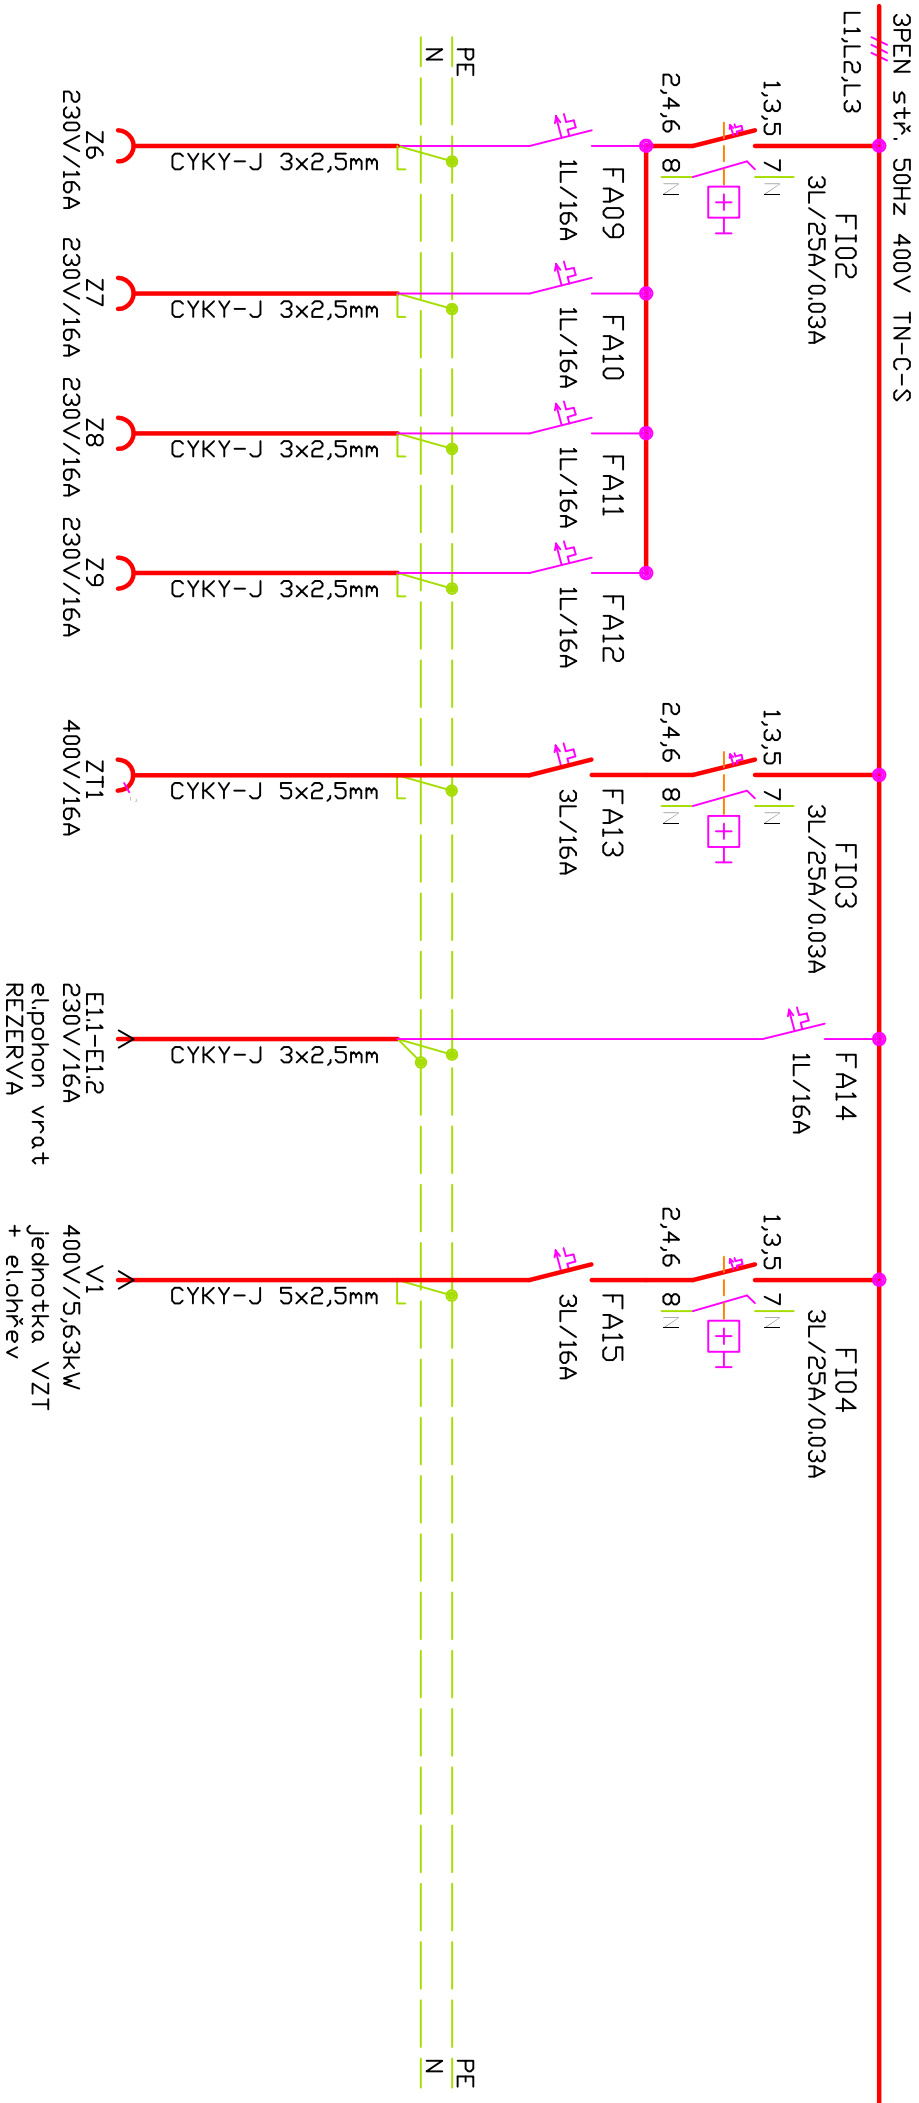 3PEN stř. 50Hz 400V TN-C-S
L1,L2,L3
FI02
3L/25A/0.03A
1,3,5
7
N
2,4,6
8
N
FA09
1L/16A
FA10
1L/16A
FA11
1L/16A
FA12
1L/16A
FI03
3L/25A/0.03A
1,3,5
7
N
2,4,6
8
N
FA13
3L/16A
FA14
1L/16A
FI04
3L/25A/0.03A
1,3,5
7
N
2,4,6
8
N
FA15
3L/16A
PE
N
PE
N
CYKY-J 3x2,5mm
CYKY-J 3x2,5mm
CYKY-J 3x2,5mm
CYKY-J 3x2,5mm
CYKY-J 5x2,5mm
CYKY-J 3x2,5mm
CYKY-J 5x2,5mm
Z6
230V/16A
Z7
230V/16A
Z8
230V/16A
Z9
230V/16A
ZT1
400V/16A
E1.1-E1.2
230V/16A
el.pohon vrat
REZERVA
V1
400V/5,63kW
jednotka VZT
+ el.ohřev